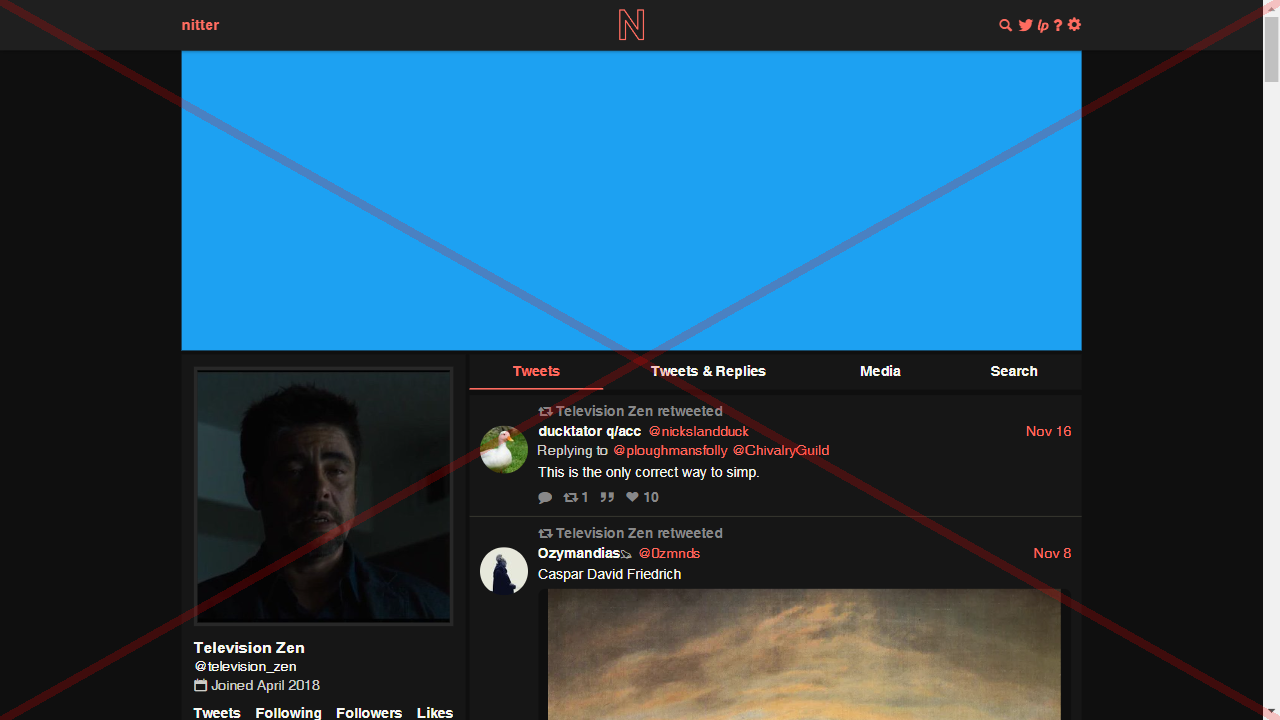 nitter
N
lp ?
Tweets Tweets & Replies Media Search
Television Zen retweeted
ducktator q/acc @nickslandduck Nov 16
Replying to @ploughmansfolly @ChivalryGuild
This is the only correct way to simp.
1 10
Television Zen retweeted
Ozymandias @0zmnds Nov 8
Caspar David Friedrich
Television Zen
@television_zen
Joined April 2018
Tweets Following Followers Likes